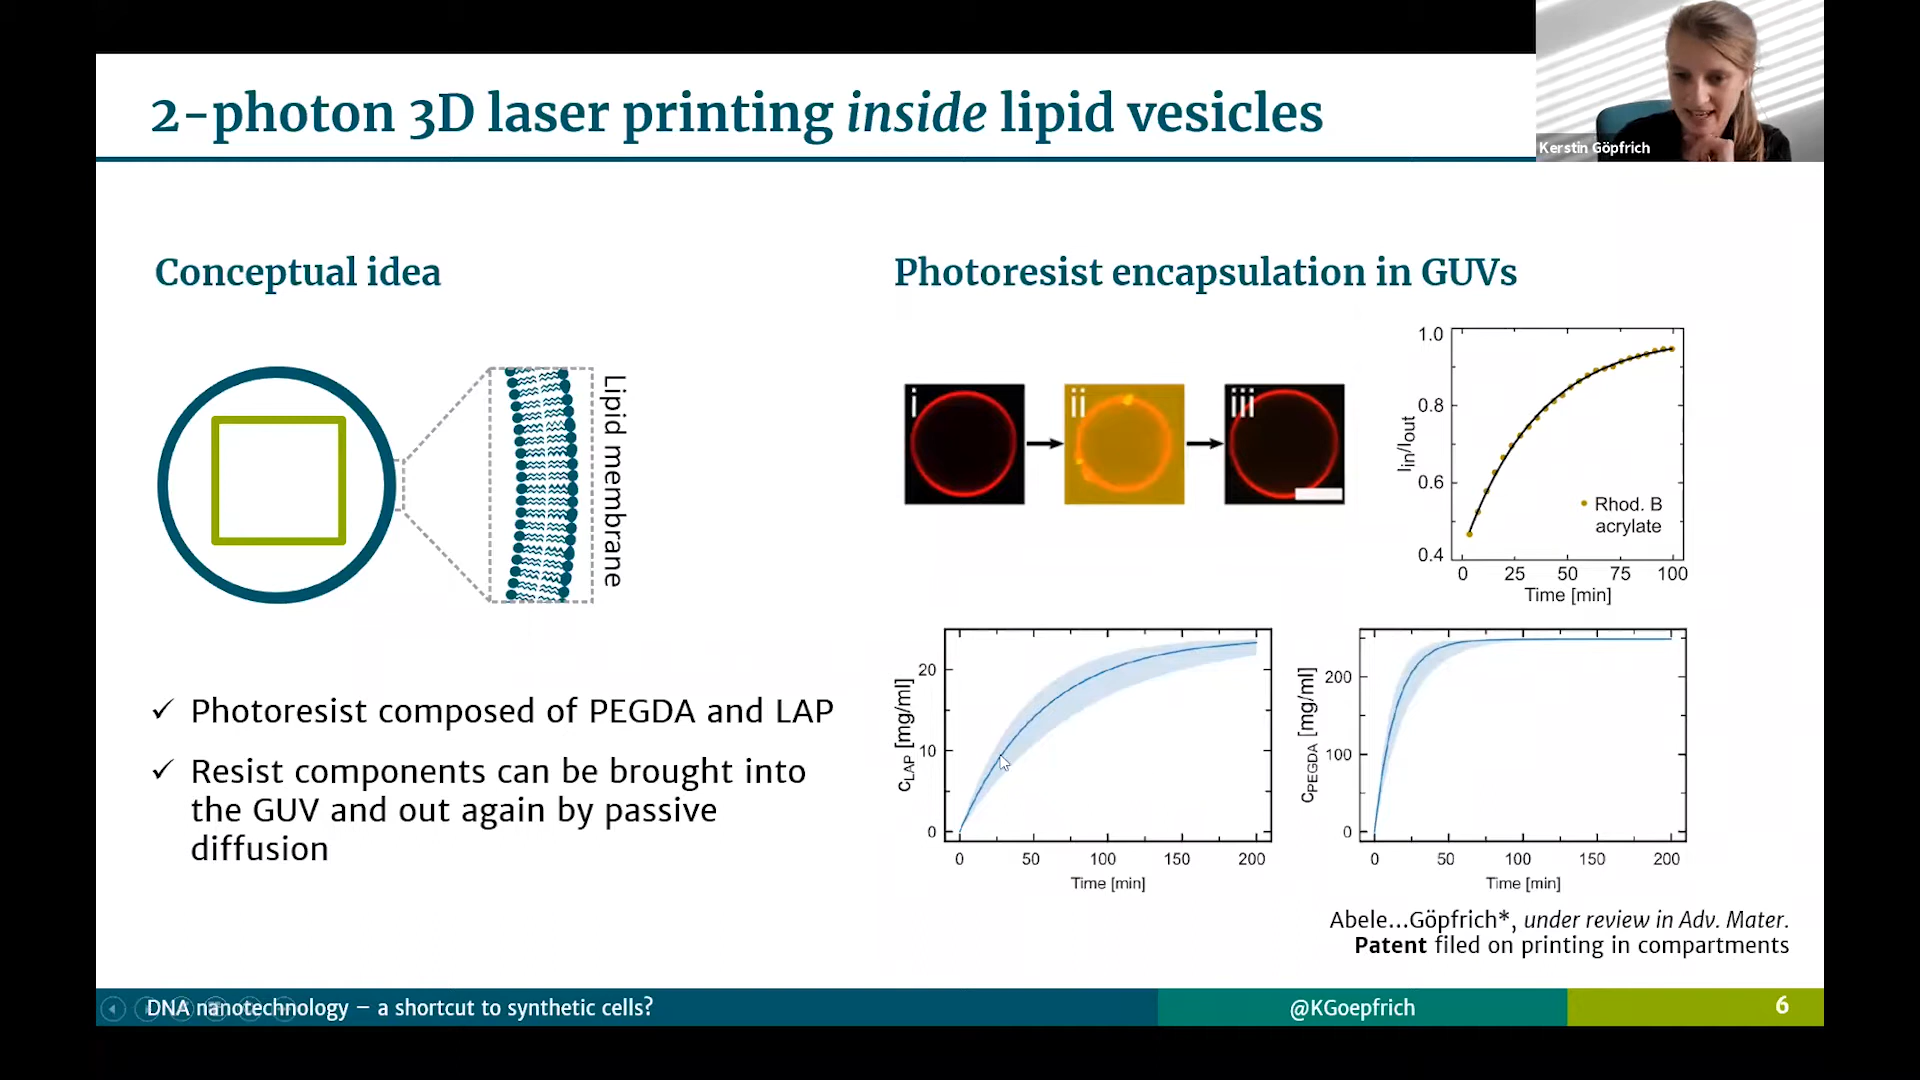 2-photon 3D laser printing inside lipid vesicles
Kerstin Göpfrich
Conceptual idea
Lipid membrane
✓ Photoresist composed of PEGDA and LAP
✓ Resist components can be brought into
the GUV and out again by passive
diffusion
Photoresist encapsulation in GUVs
i
ii
iii
1.0
0.8
0.6
0.4
Iin/Iout
Rhod. B
acrylate
0 25 50 75 100
Time [min]
20
10
0
cLAP [mg/ml]
0 50 100 150 200
Time [min]
200
100
0
cPEGDA [mg/ml]
0 50 100 150 200
Time [min]
Abele...Göpfrich*, under review in Adv. Mater.
Patent filed on printing in compartments
DNA nanotechnology – a shortcut to synthetic cells?
@KGoepfrich
6